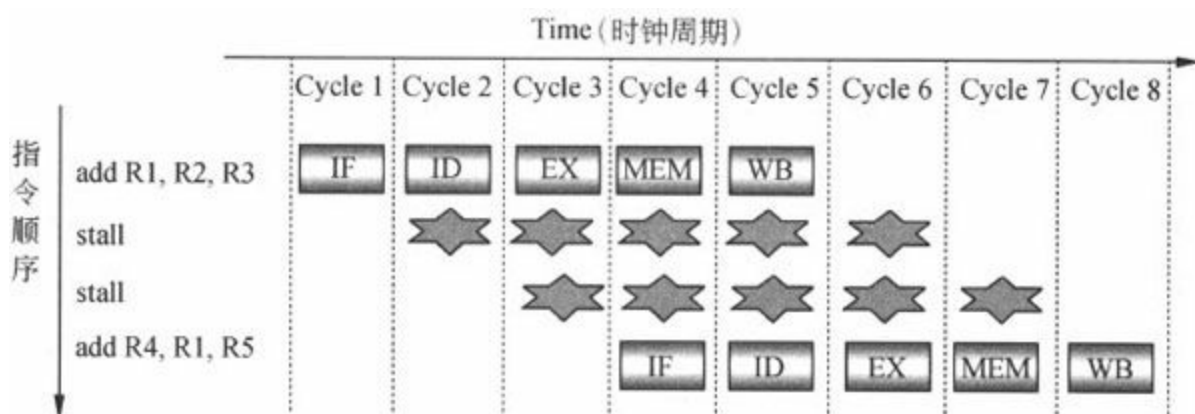 Time(时钟周期)
Cycle 1 Cycle 2 Cycle 3 Cycle 4 Cycle 5 Cycle 6 Cycle 7 Cycle 8
指令顺序
add R1, R2, R3 IF ID EX MEM WB
stall
stall
add R4, R1, R5 IF ID EX MEM WB